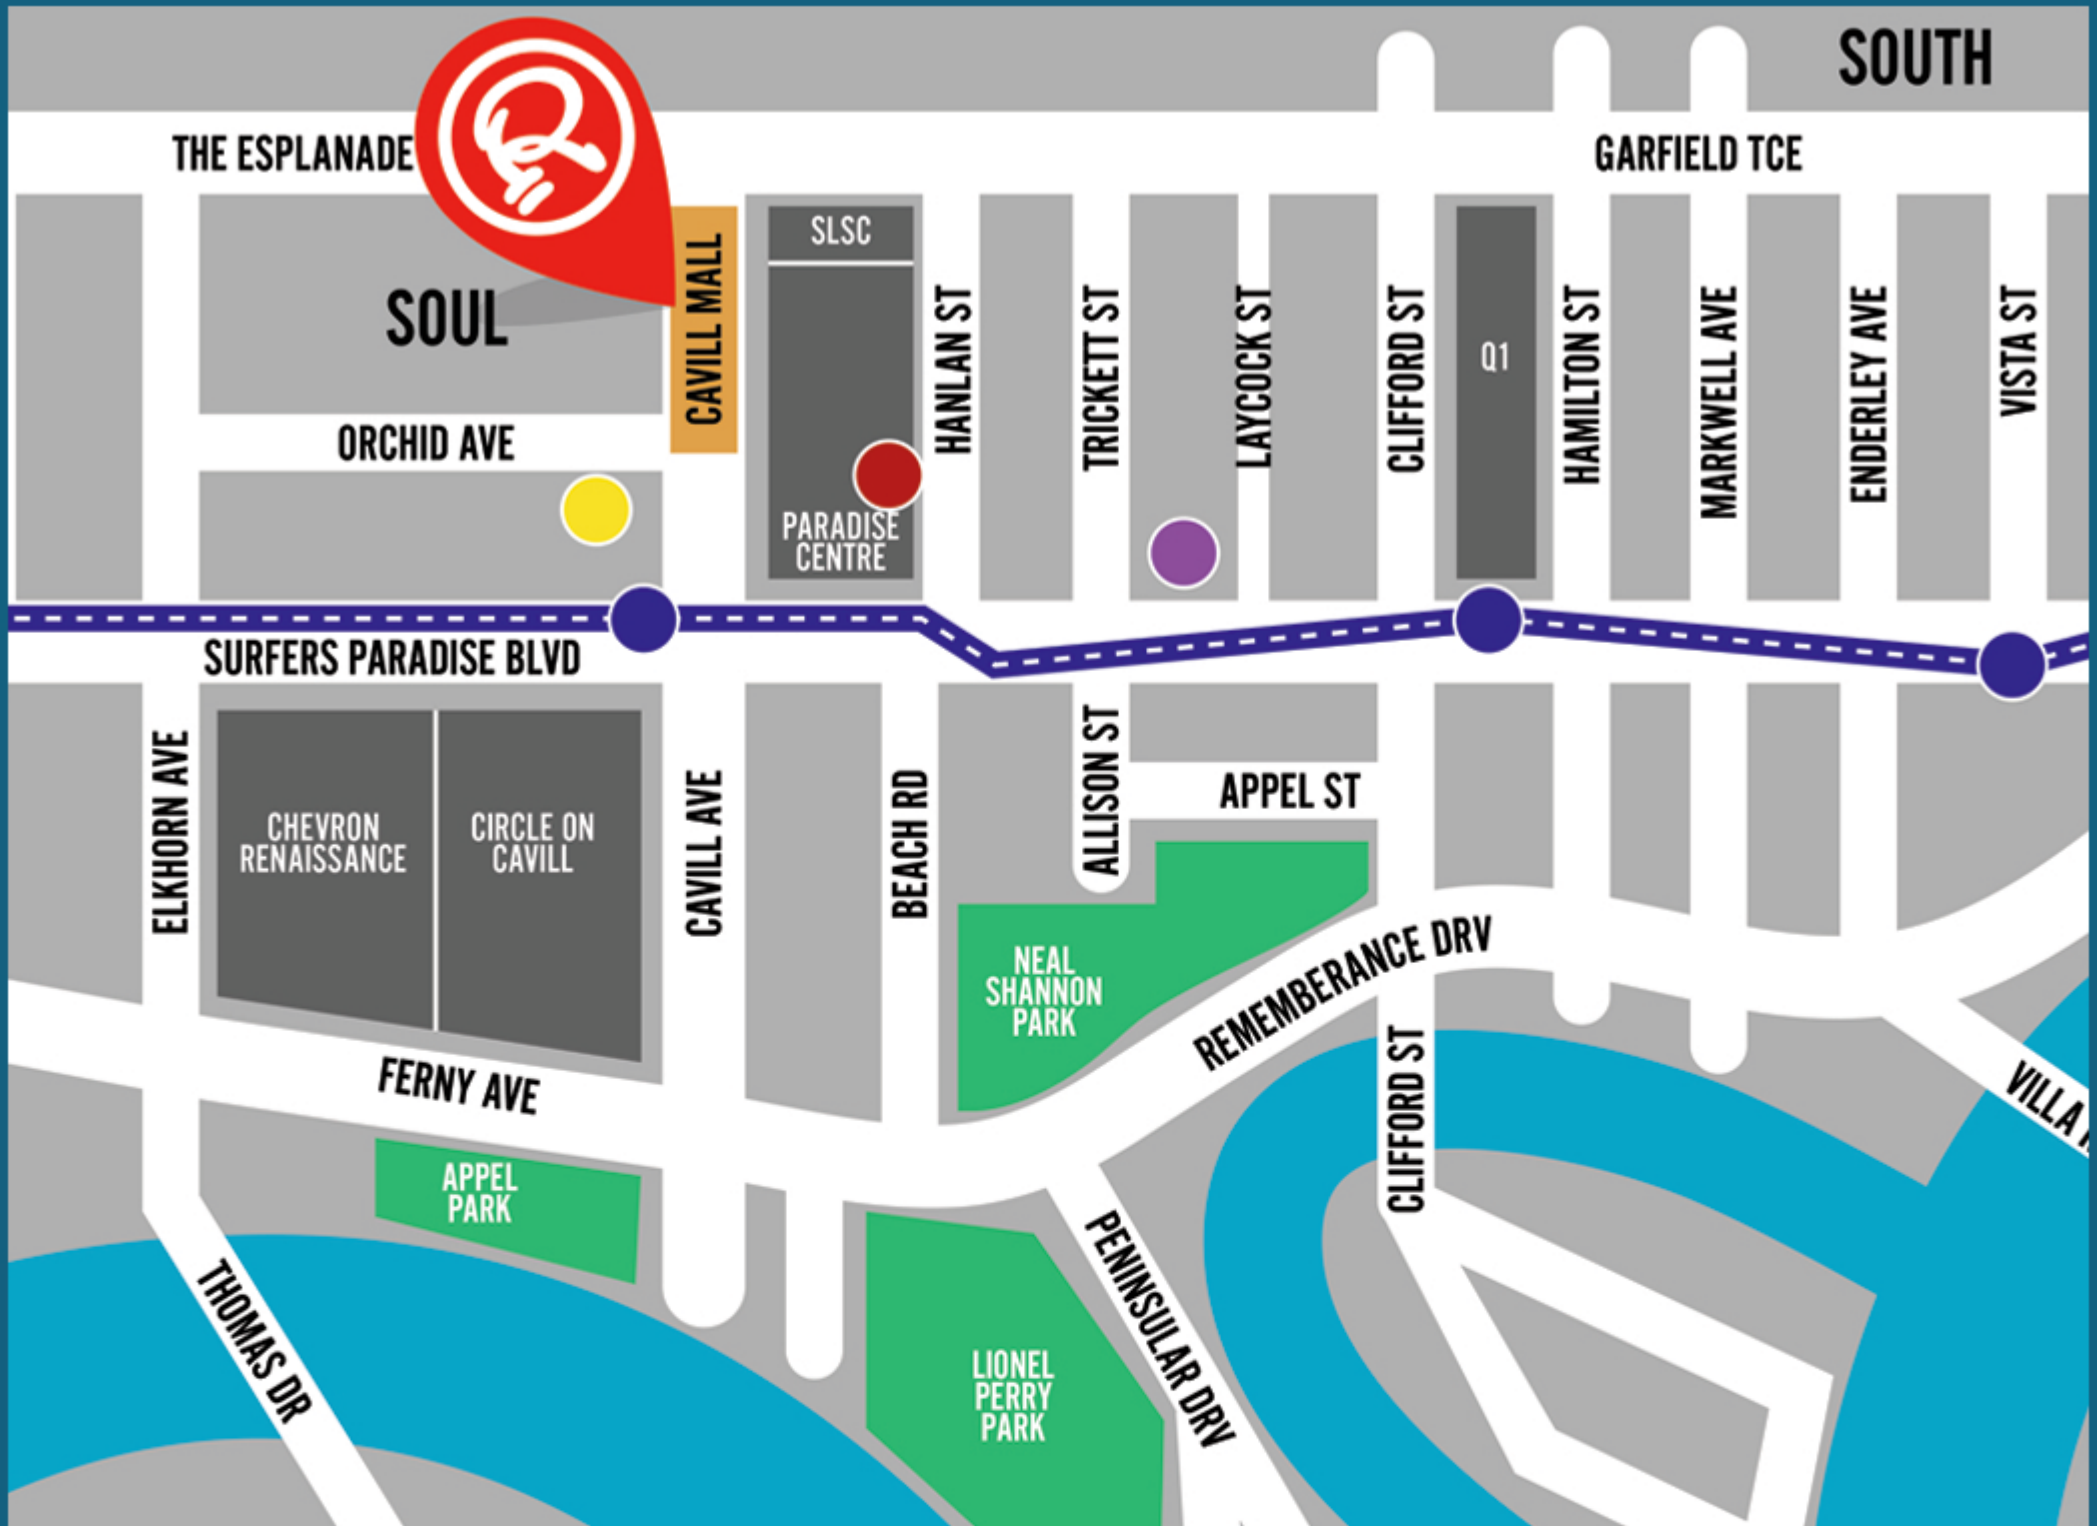 SOUTH
THE ESPLANADE
GARFIELD TCE
SOUL
CAVILL MALL
SLSC
HANLAN ST
TRICKETT ST
LAYCOCK ST
CLIFFORD ST
Q1
HAMILTON ST
MARKWELL AVE
ENDERLEY AVE
VISTA ST
ORCHID AVE
PARADISE
CENTRE
SURFERS PARADISE BLVD
ELKHORN AVE
CHEVRON
RENAISSANCE
CIRCLE ON
CAVILL
CAVILL AVE
BEACH RD
ALLISON ST
APPEL ST
NEAL
SHANNON
PARK
REMEMBERANCE DRV
FERNY AVE
CLIFFORD ST
VILLA
APPEL
PARK
THOMAS DR
LIONEL
PERRY
PARK
PENINSULAR DRV